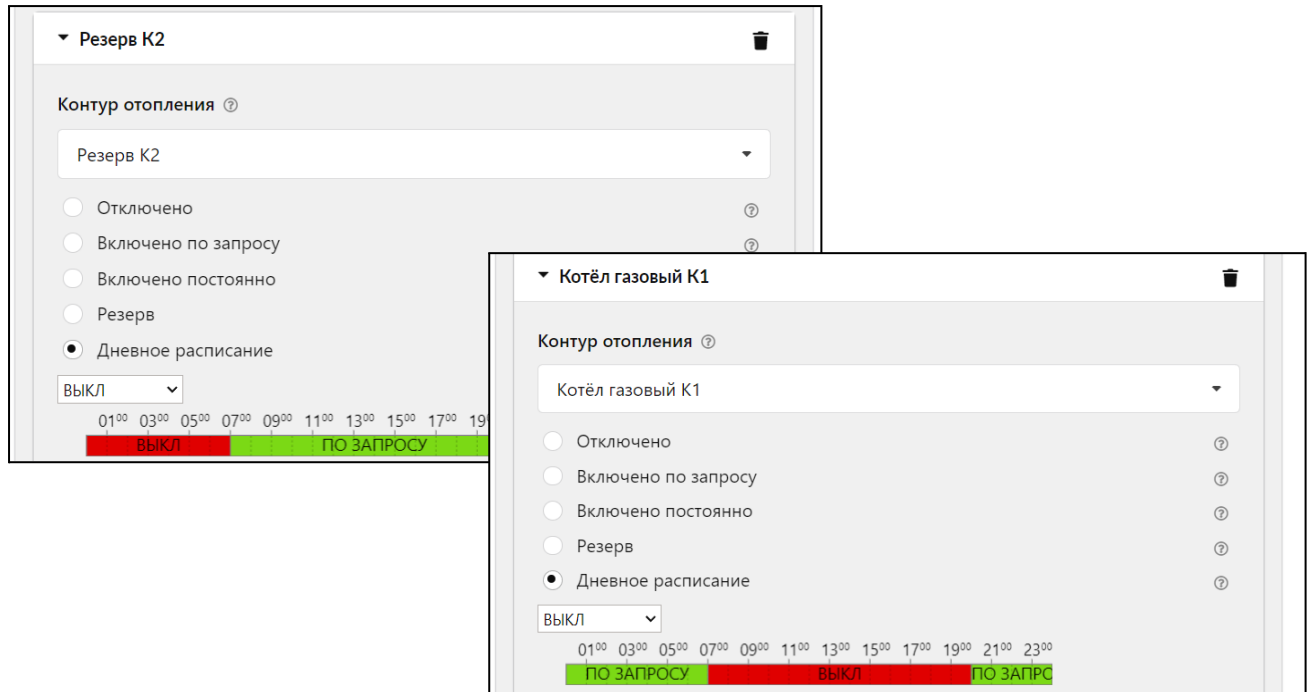 Резерв К2
Контур отопления
Резерв К2
Отключено
Включено по запросу
Включено постоянно
Резерв
Дневное расписание
ВЫКЛ
01⁰⁰ 03⁰⁰ 05⁰⁰ 07⁰⁰ 09⁰⁰ 11⁰⁰ 13⁰⁰ 15⁰⁰ 17⁰⁰ 19
ВЫКЛ ПО ЗАПРОСУ
Котёл газовый К1
Контур отопления
Котёл газовый К1
Отключено
Включено по запросу
Включено постоянно
Резерв
Дневное расписание
ВЫКЛ
01⁰⁰ 03⁰⁰ 05⁰⁰ 07⁰⁰ 09⁰⁰ 11⁰⁰ 13⁰⁰ 15⁰⁰ 17⁰⁰ 19⁰⁰ 21⁰⁰ 23⁰⁰
ПО ЗАПРОСУ ВЫКЛ ПО ЗАПРС